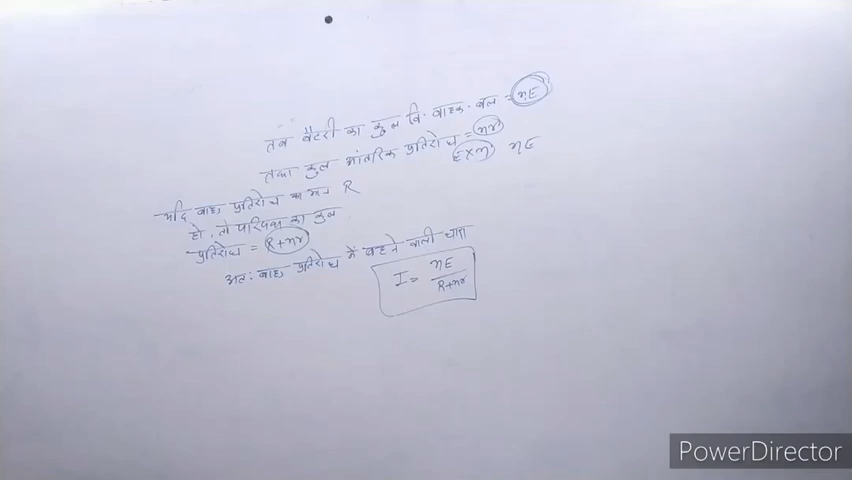 तब बैटरी का कुल वि. वाहक. बल = nE
तथा कुल आंतरिक प्रतिरोध = nr
E×n nE
यदि बाह्य प्रतिरोध का मान R
हो, तो परिपथ का कुल
प्रतिरोध = R+nr
अतः बाह्य प्रतिरोध में बहने वाली धारा
I = nE
R+nr
PowerDirector